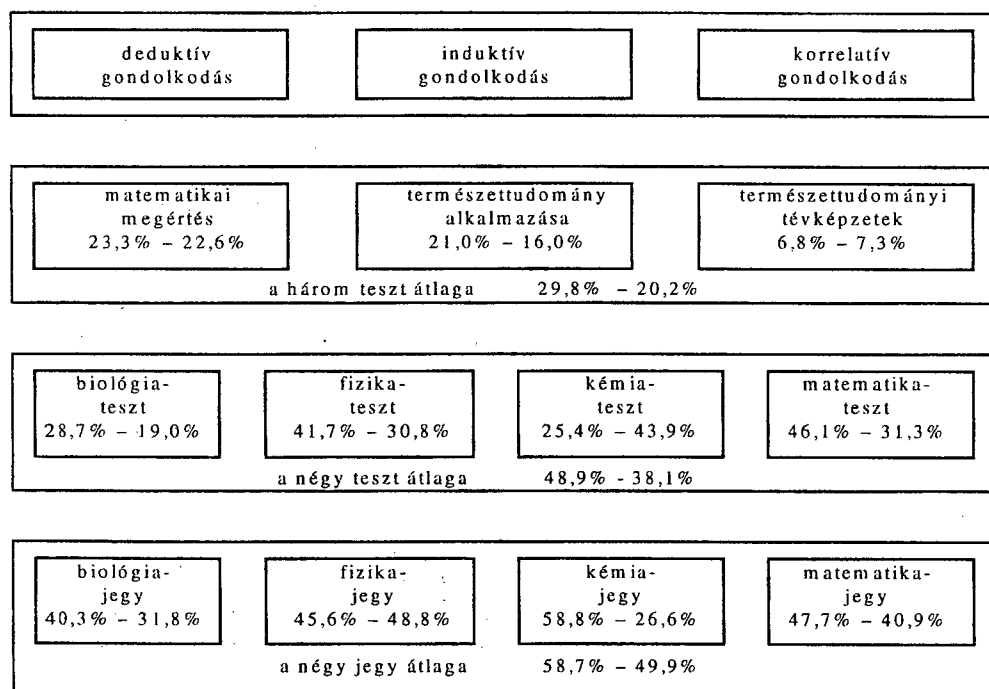 deduktív
gondolkodás
induktív
gondolkodás
korrelatív
gondolkodás
matematikai
megértés
23,3% – 22,6%
természettudomány
alkalmazása
21,0% – 16,0%
természettudományi
tévképzetek
6,8% – 7,3%
a három teszt átlaga 29,8% – 20,2%
biológia-
teszt
28,7% – 19,0%
fizika-
teszt
41,7% – 30,8%
kémia-
teszt
25,4% – 43,9%
matematika-
teszt
46,1% – 31,3%
a négy teszt átlaga 48,9% - 38,1%
biológia-
jegy
40,3% – 31,8%
fizika-
jegy
45,6% – 48,8%
kémia-
jegy
58,8% – 26,6%
matematika-
jegy
47,7% – 40,9%
a négy jegy átlaga 58,7% – 49,9%